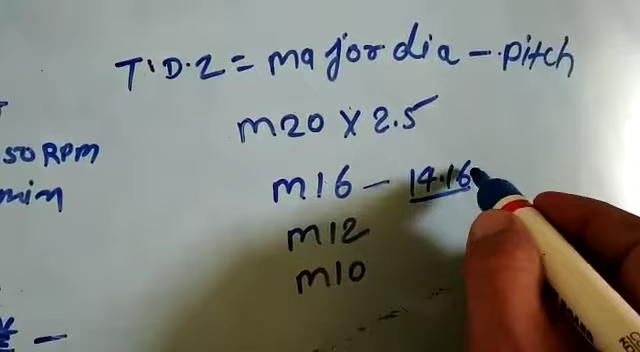 T.D.Z = major dia - pitch
M20 x 2.5
50 RPM
M16 - 14.16
min
M12
M10